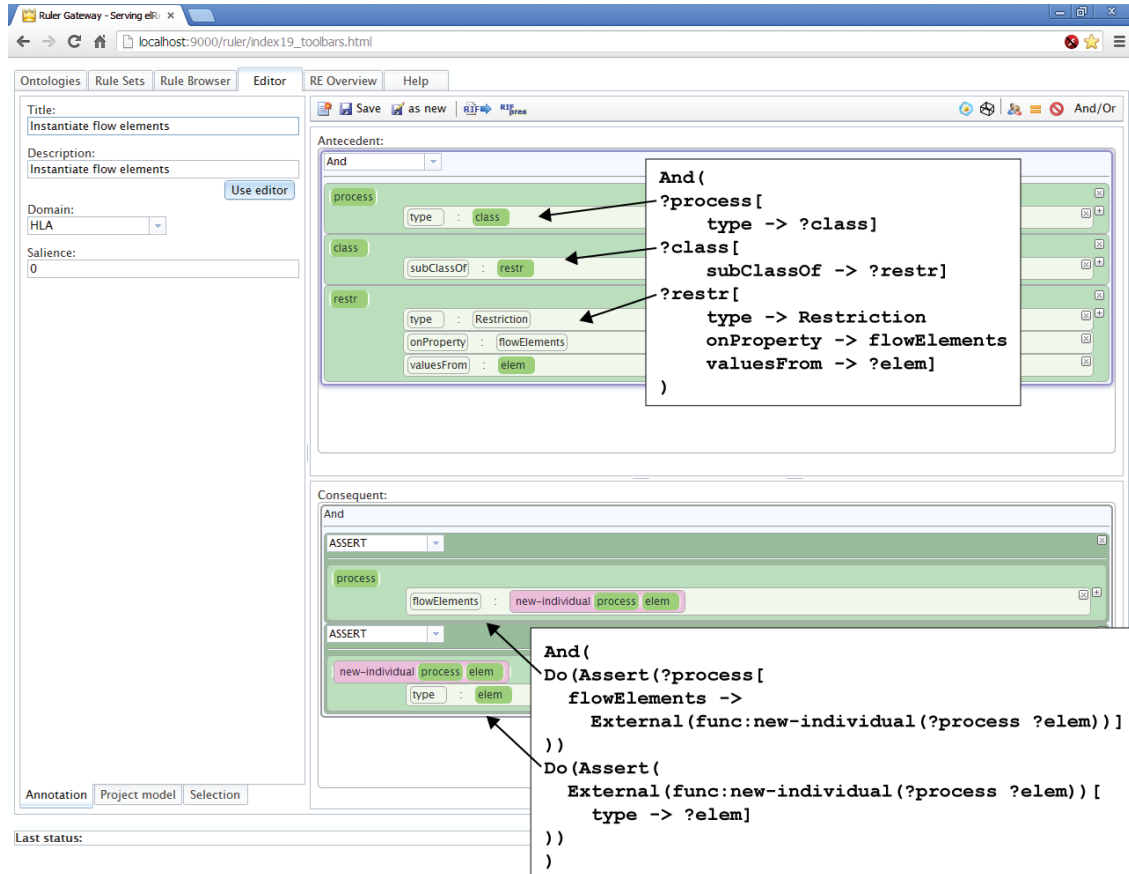 Ruler Gateway - Serving elRu
localhost:9000/ruler/index19_toolbars.html
Ontologies Rule Sets Rule Browser Editor RE Overview Help
Title:
Instantiate flow elements
Description:
Instantiate flow elements
Use editor
Domain:
HLA
Salience:
0
Annotation Project model Selection
Last status:
Save as new RIF RIF pres And/Or
Antecedent:
And
process
type : class
class
subClassOf : restr
restr
type : Restriction
onProperty : flowElements
valuesFrom : elem
And(
?process[
type -> ?class]
?class[
subClassOf -> ?restr]
?restr[
type -> Restriction
onProperty -> flowElements
valuesFrom -> ?elem]
)
Consequent:
And
ASSERT
process
flowElements : new-individual process elem
ASSERT
new-individual process elem
type : elem
And(
Do(Assert(?process[
flowElements ->
External(func:new-individual(?process ?elem))]
))
Do(Assert(
External(func:new-individual(?process ?elem))[
type -> ?elem]
))
)